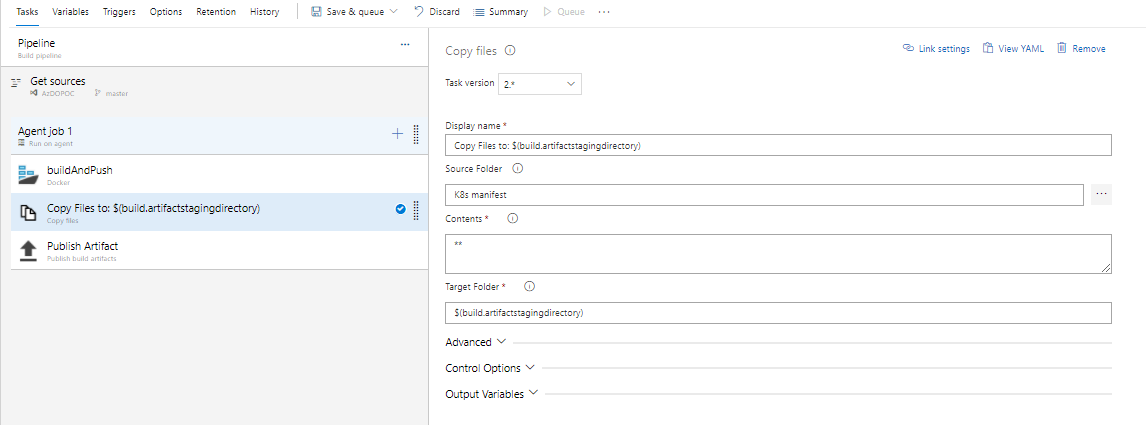 Tasks Variables Triggers Options Retention History Save & queue Discard Summary Queue ...
Pipeline ...
Build pipeline
Get sources
AzDOPOC master
Agent job 1
Run on agent
buildAndPush
Docker
Copy Files to: $(build.artifactstagingdirectory)
Copy files
Publish Artifact
Publish build artifacts
Copy files Link settings View YAML Remove
Task version 2.*
Display name *
Copy Files to: $(build.artifactstagingdirectory)
Source Folder
K8s manifest ...
Contents *
**
Target Folder *
$(build.artifactstagingdirectory)
Advanced
Control Options
Output Variables